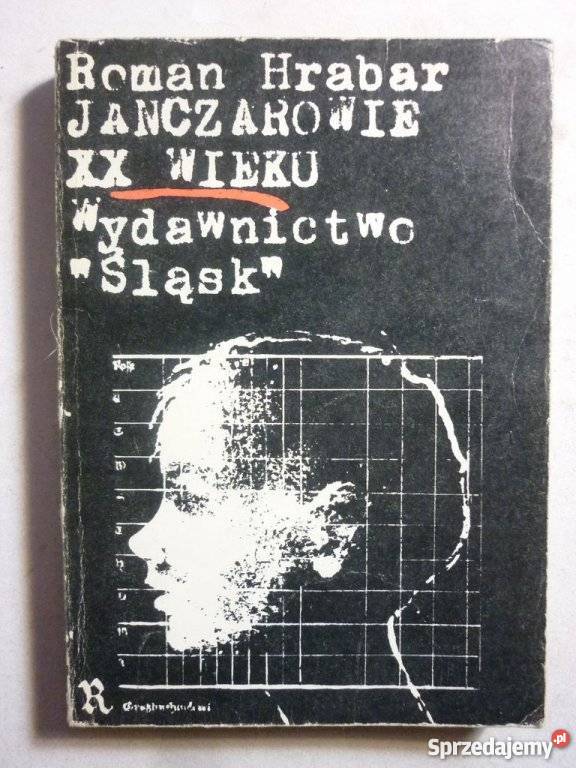 Roman Hrabar
JANCZAROWIE
XX WIEKU
Wydawnictwo
"Śląsk"
R
Sprzedajemy.pl